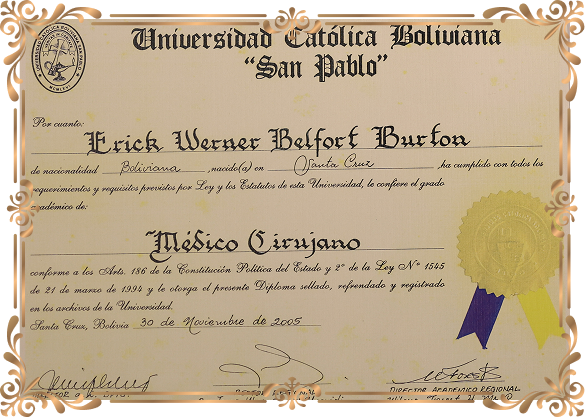 Universidad Católica Boliviana
"San Pablo"
Por cuanto:
Erick Werner Belfort Burton
de nacionalidad Boliviana ,nacido(a) en Santa Cruz ,ha cumplido con todos los
requerimientos y requisitos previstos por Ley y los Estatutos de esta Universidad, le confiere el grado
académico de:
Médico Cirujano
conforme a los Arts. 186 de la Constitución Política del Estado y 2º de la Ley Nº 1545
de 21 de marzo de 1994 y le otorga el presente Diploma sellado, refrendado y registrado
en los archivos de la Universidad.
Santa Cruz, Bolivia 30 de Noviembre de 2005
DIRECTOR ACADEMICO REGIONAL